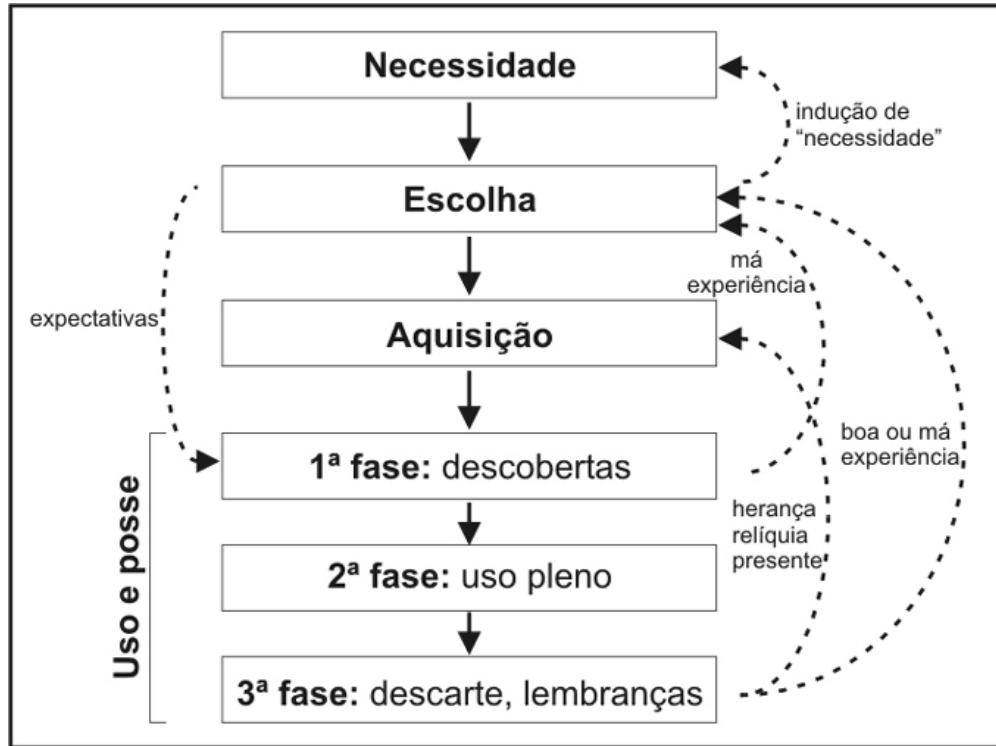 Necessidade
indução de
“necessidade”
Escolha
má
experiência
expectativas
Aquisição
boa ou má
experiência
1ª fase: descobertas
herança
relíquia
presente
2ª fase: uso pleno
Uso e posse
3ª fase: descarte, lembranças